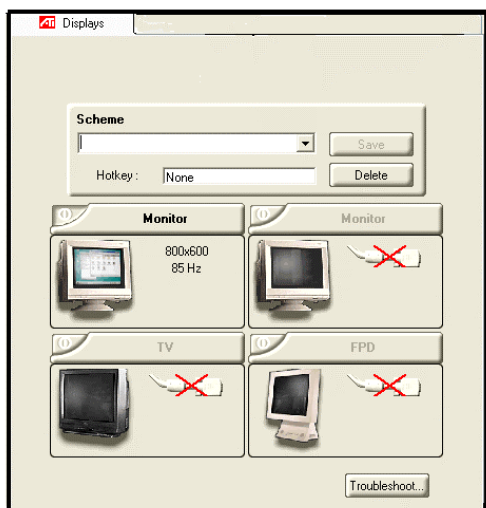 ATI Displays
Scheme
Save
Hotkey : None Delete
Monitor Monitor
800x600
85 Hz
TV FPD
Troubleshoot...